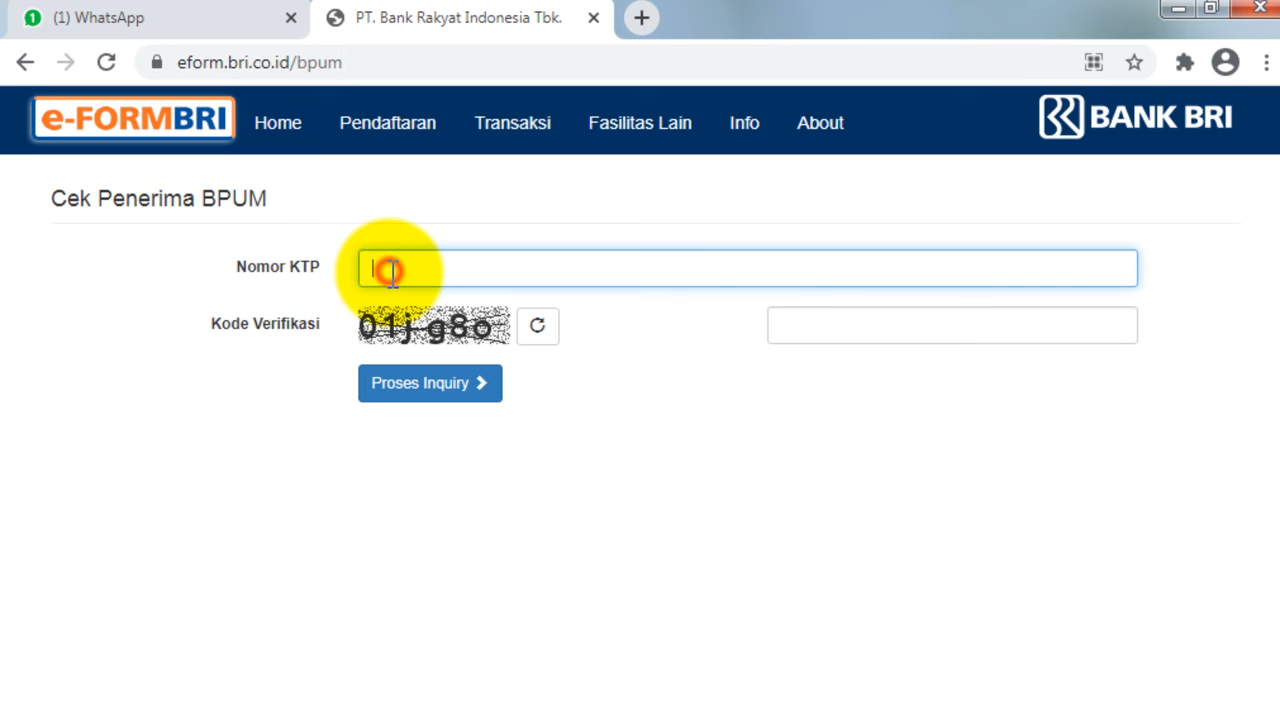 (1) WhatsApp
PT. Bank Rakyat Indonesia Tbk.
eform.bri.co.id/bpum
e-FORMBRI Home Pendaftaran Transaksi Fasilitas Lain Info About BANK BRI
Cek Penerima BPUM
Nomor KTP
Kode Verifikasi 01j-g8o
Proses Inquiry